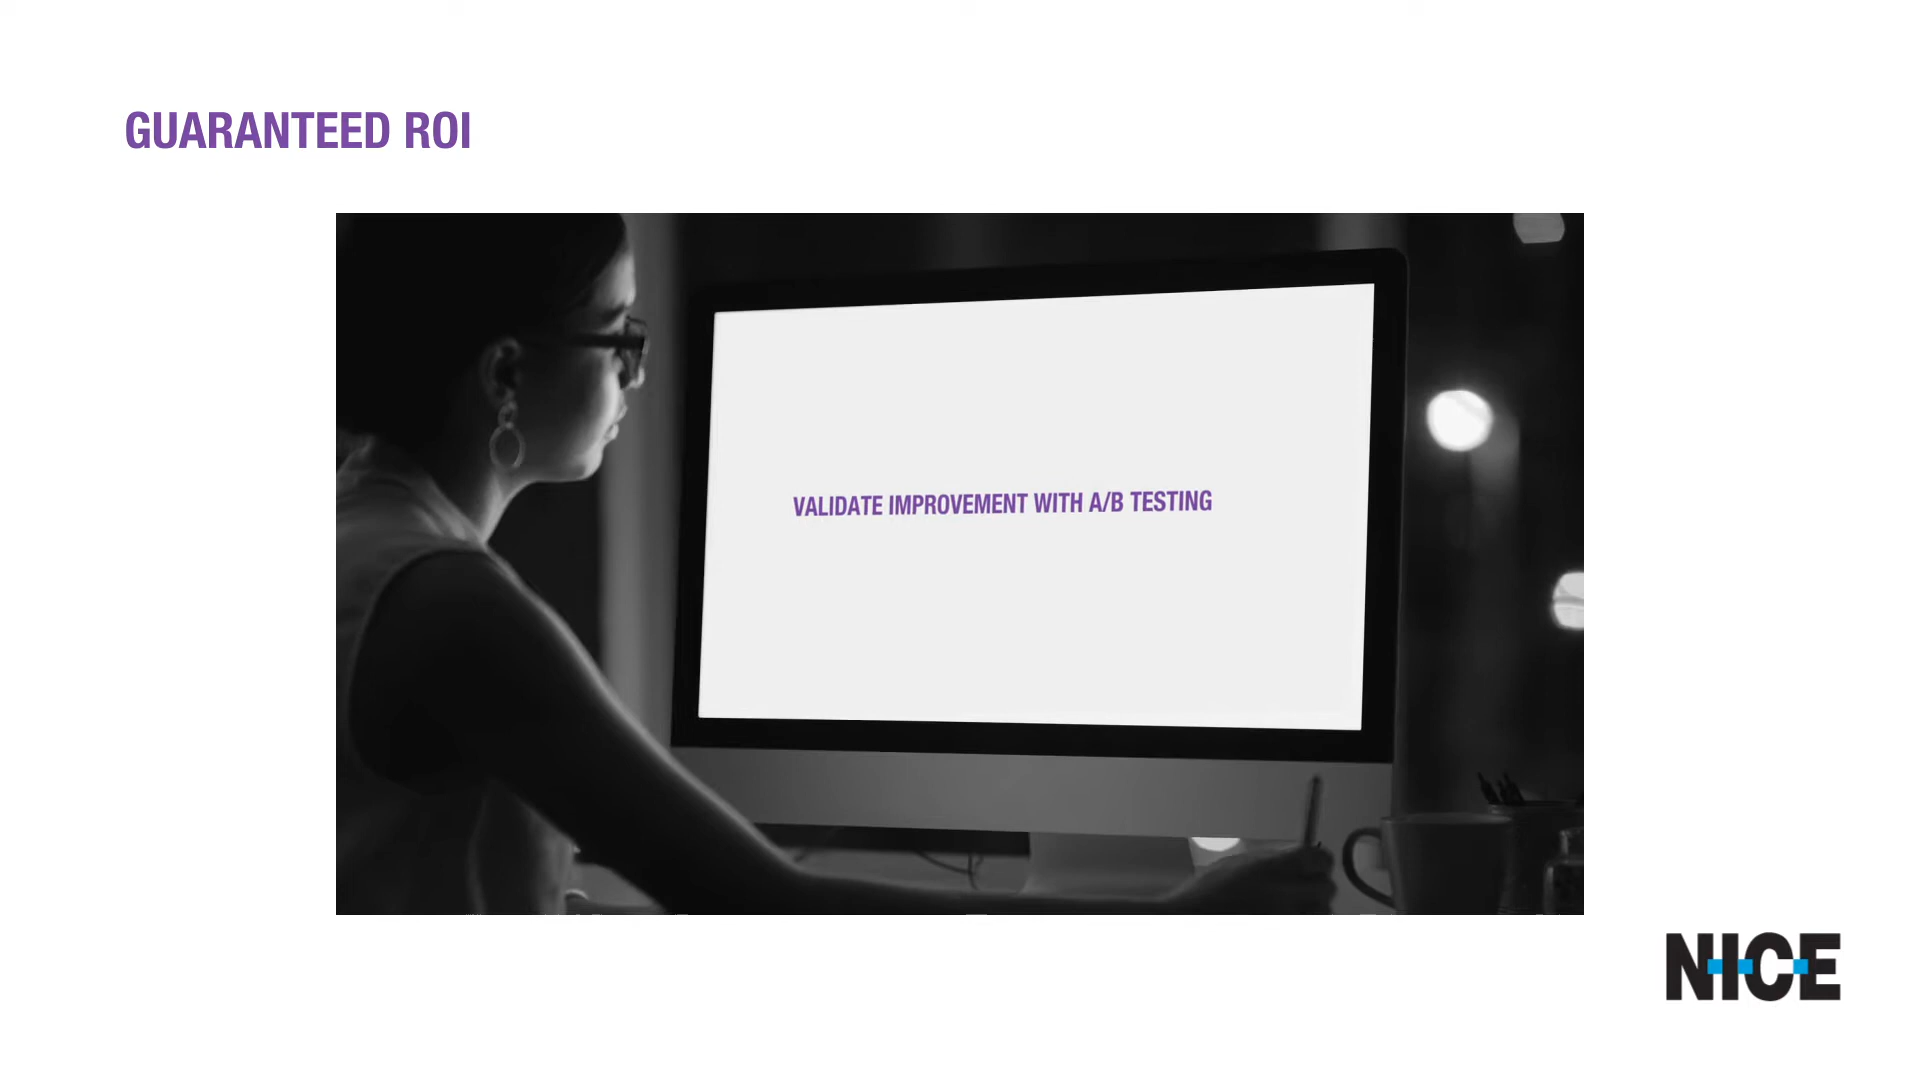 GUARANTEED ROI
VALIDATE IMPROVEMENT WITH A/B TESTING
NICE